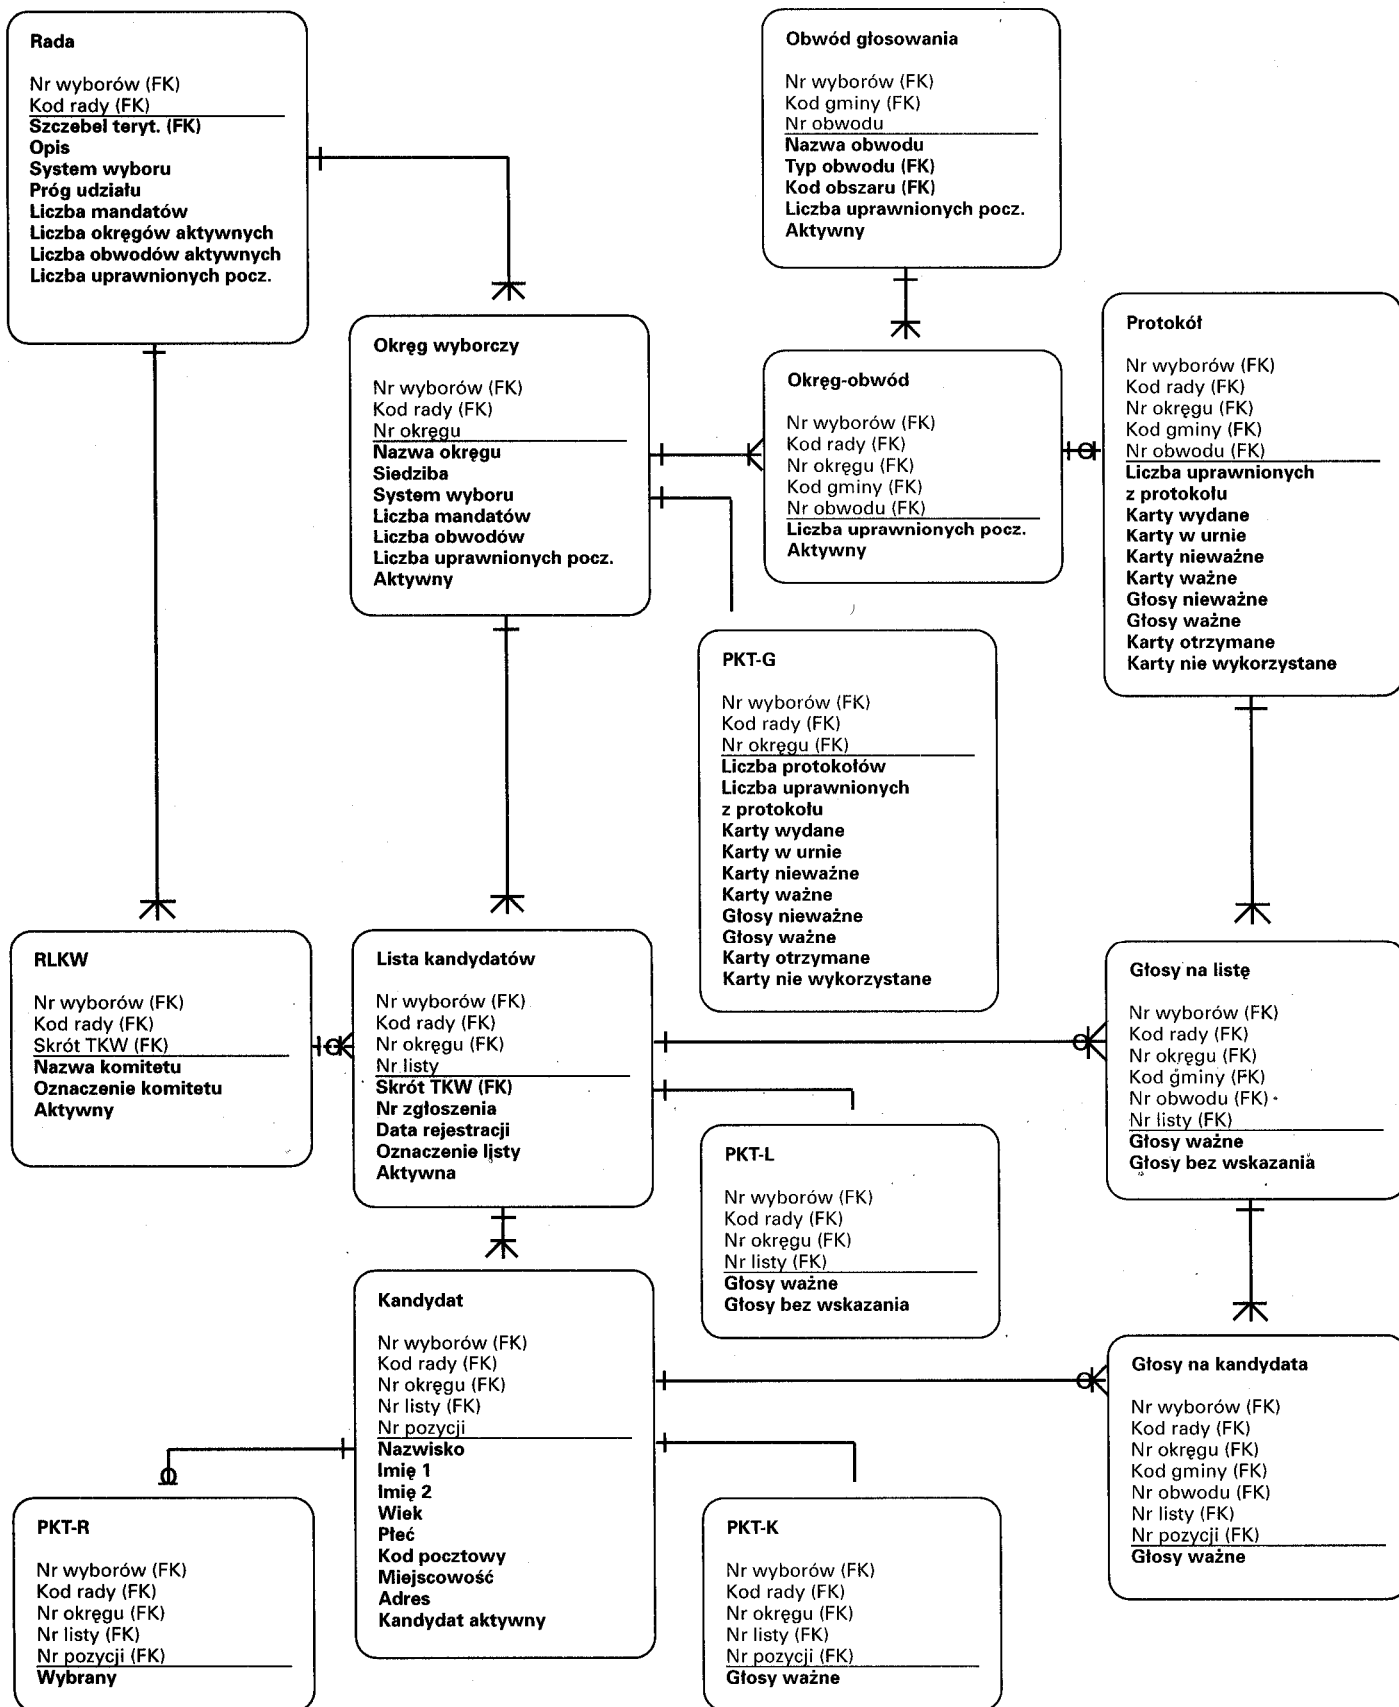 Rada
Nr wyborów (FK)
Kod rady (FK)
Szczebel teryt. (FK)
Opis
System wyboru
Próg udziału
Liczba mandatów
Liczba okręgów aktywnych
Liczba obwodów aktywnych
Liczba uprawnionych pocz.
Obwód głosowania
Nr wyborów (FK)
Kod gminy (FK)
Nr obwodu
Nazwa obwodu
Typ obwodu (FK)
Kod obszaru (FK)
Liczba uprawnionych pocz.
Aktywny
Okręg wyborczy
Nr wyborów (FK)
Kod rady (FK)
Nr okręgu
Nazwa okręgu
Siedziba
System wyboru
Liczba mandatów
Liczba obwodów
Liczba uprawnionych pocz.
Aktywny
Okręg-obwód
Nr wyborów (FK)
Kod rady (FK)
Nr okręgu (FK)
Kod gminy (FK)
Nr obwodu (FK)
Liczba uprawnionych pocz.
Aktywny
Protokół
Nr wyborów (FK)
Kod rady (FK)
Nr okręgu (FK)
Kod gminy (FK)
Nr obwodu (FK)
Liczba uprawnionych
z protokołu
Karty wydane
Karty w urnie
Karty nieważne
Karty ważne
Głosy nieważne
Głosy ważne
Karty otrzymane
Karty nie wykorzystane
PKT-G
Nr wyborów (FK)
Kod rady (FK)
Nr okręgu (FK)
Liczba protokołów
Liczba uprawnionych
z protokołu
Karty wydane
Karty w urnie
Karty nieważne
Karty ważne
Głosy nieważne
Głosy ważne
Karty otrzymane
Karty nie wykorzystane
RLKW
Nr wyborów (FK)
Kod rady (FK)
Skrót TKW (FK)
Nazwa komitetu
Oznaczenie komitetu
Aktywny
Lista kandydatów
Nr wyborów (FK)
Kod rady (FK)
Nr okręgu (FK)
Nr listy
Skrót TKW (FK)
Nr zgłoszenia
Data rejestracji
Oznaczenie listy
Aktywna
Głosy na listę
Nr wyborów (FK)
Kod rady (FK)
Nr okręgu (FK)
Kod gminy (FK)
Nr obwodu (FK)
Nr listy (FK)
Głosy ważne
Głosy bez wskazania
PKT-L
Nr wyborów (FK)
Kod rady (FK)
Nr okręgu (FK)
Nr listy (FK)
Głosy ważne
Głosy bez wskazania
Kandydat
Nr wyborów (FK)
Kod rady (FK)
Nr okręgu (FK)
Nr listy (FK)
Nr pozycji
Nazwisko
Imię 1
Imię 2
Wiek
Płeć
Kod pocztowy
Miejscowość
Adres
Kandydat aktywny
Głosy na kandydata
Nr wyborów (FK)
Kod rady (FK)
Nr okręgu (FK)
Kod gminy (FK)
Nr obwodu (FK)
Nr listy (FK)
Nr pozycji (FK)
Głosy ważne
PKT-R
Nr wyborów (FK)
Kod rady (FK)
Nr okręgu (FK)
Nr listy (FK)
Nr pozycji (FK)
Wybrany
PKT-K
Nr wyborów (FK)
Kod rady (FK)
Nr okręgu (FK)
Nr listy (FK)
Nr pozycji (FK)
Głosy ważne